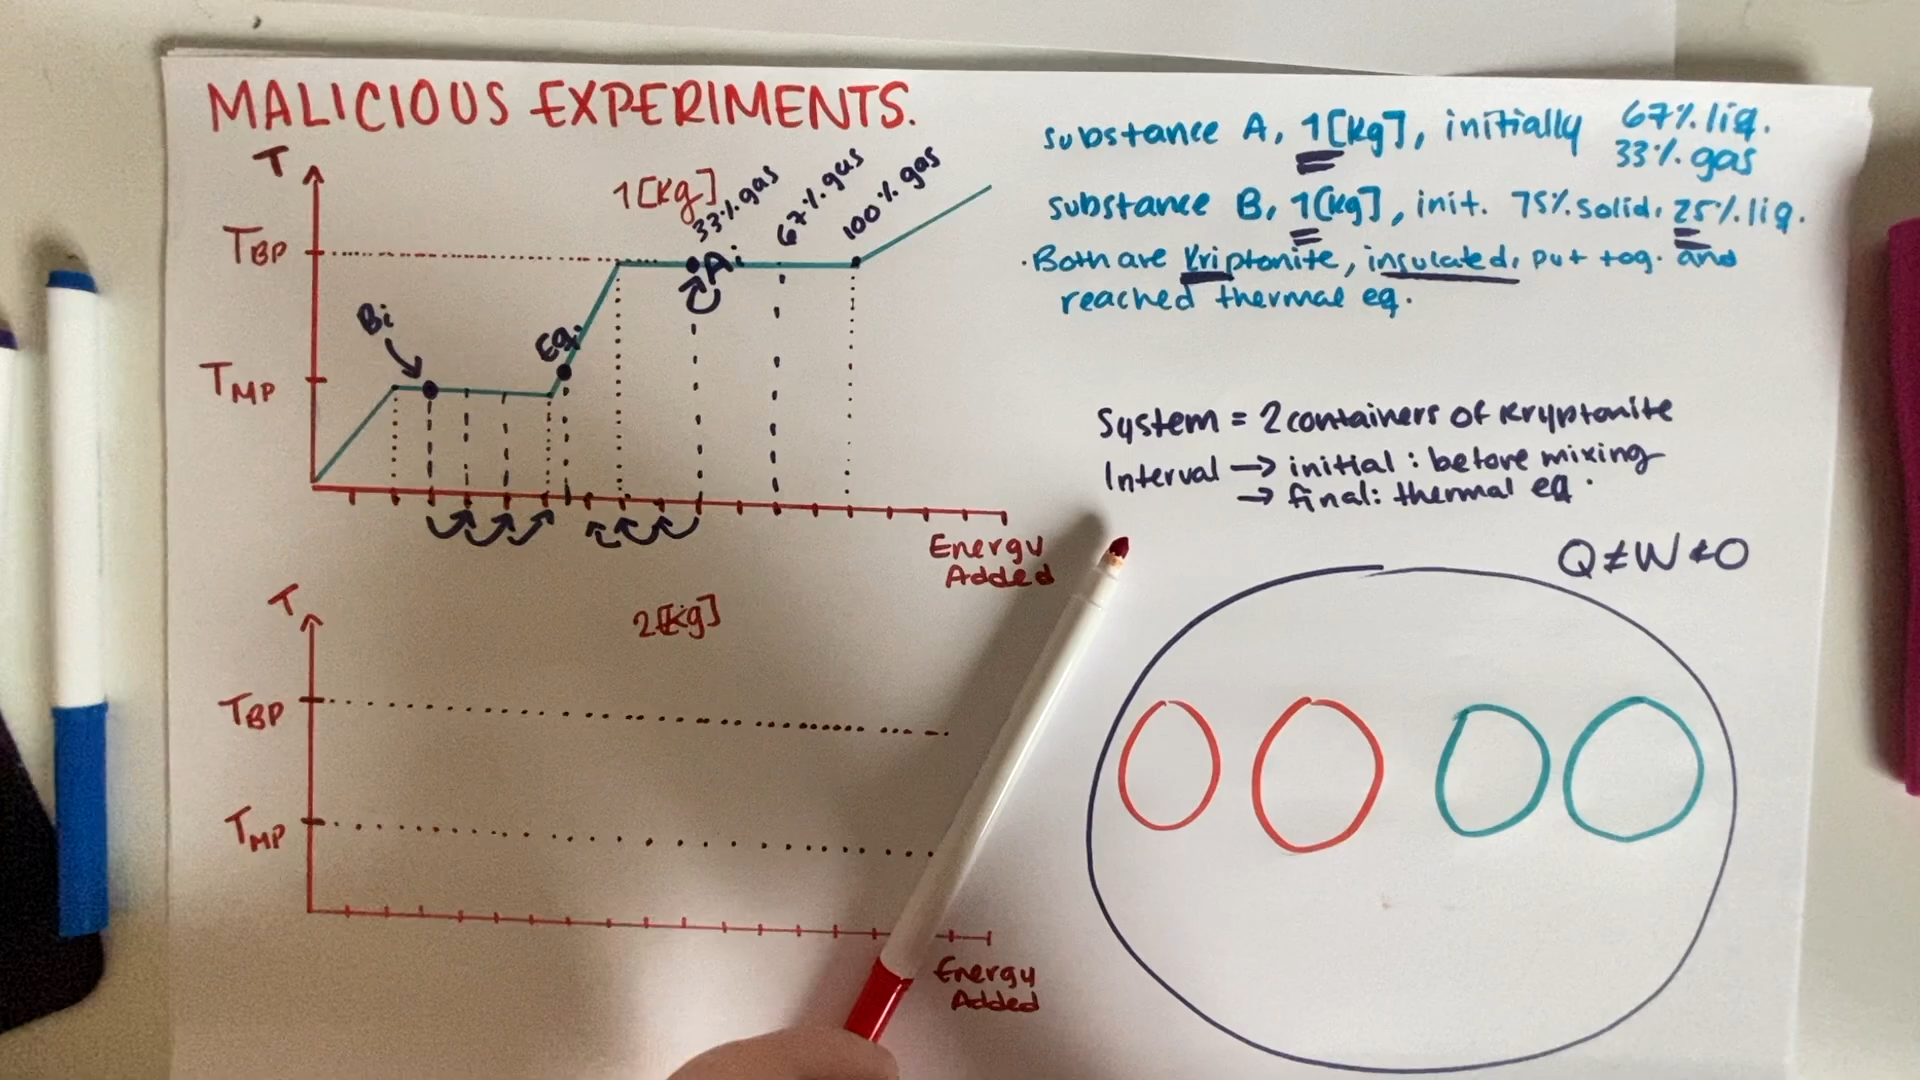 MALICIOUS EXPERIMENTS.
T
1[kg]
33% gas
67% gas
100% gas
TBP
Ai
Bi
Eq.
TMP
Energy
Added
substance A, 1[kg], initially 67% liq.
33% gas
substance B, 1[kg], init. 75% solid, 25% liq.
·Both are kriptonite, insulated, put tog. and
reached thermal eq.
System = 2 containers of kryptonite
Interval → initial : before mixing
→ final: thermal eq.
T
2[kg]
TBP
TMP
Energy
Added